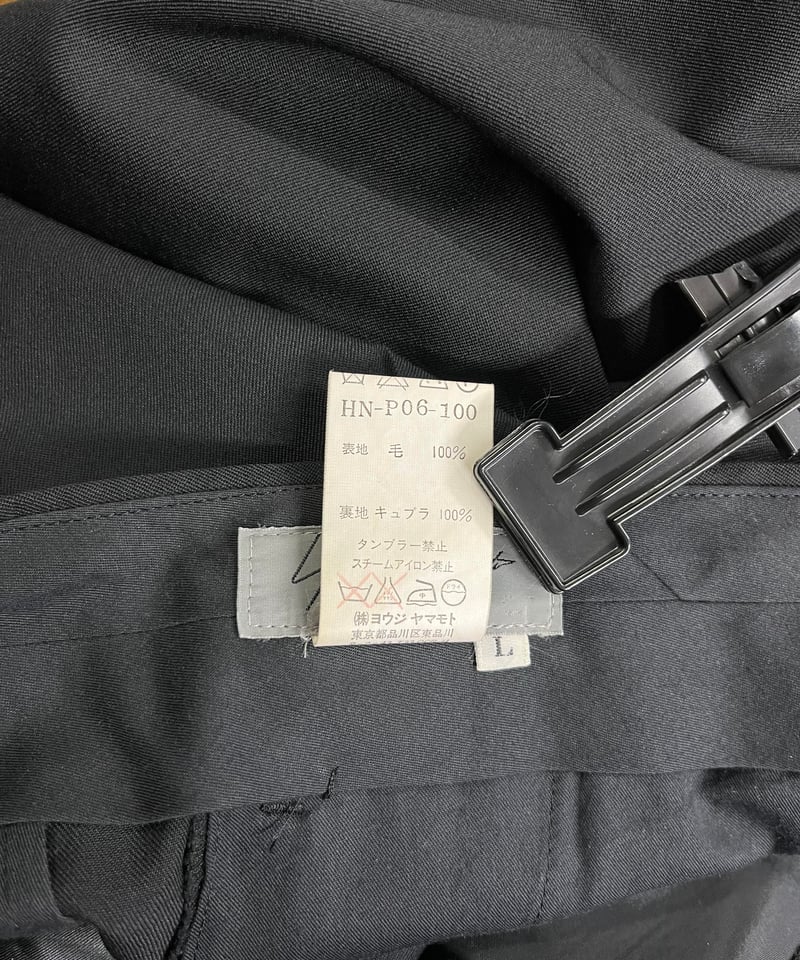 HN-P06-100
表地 毛 100%
裏地 キュプラ 100%
タンブラー禁止
スチームアイロン禁止
ドライ
㈱ヨウジ ヤマモト
東京都品川区東品川
L